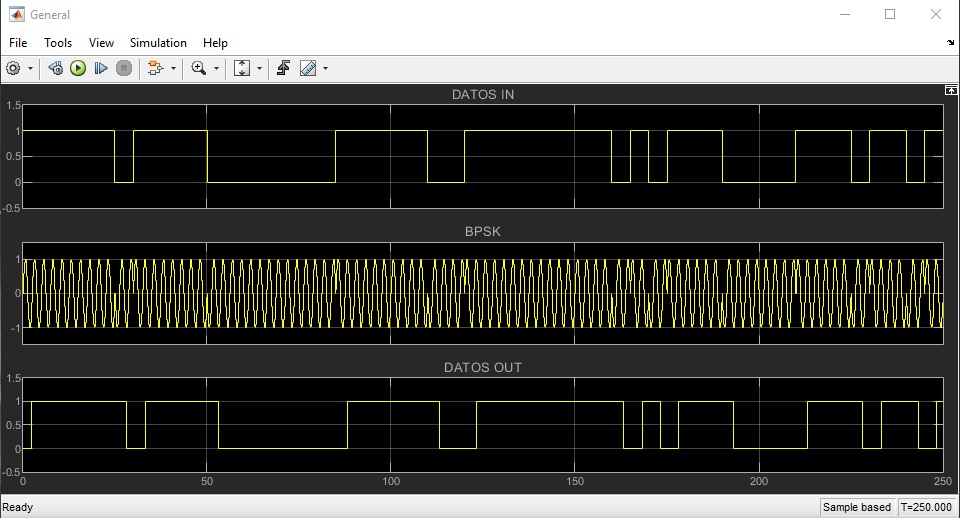 General
File Tools View Simulation Help
DATOS IN
1.5
1
0.5
0
-0.5
BPSK
1
0
-1
DATOS OUT
1.5
1
0.5
0
-0.5
0 50 100 150 200 250
Ready Sample based T=250.000